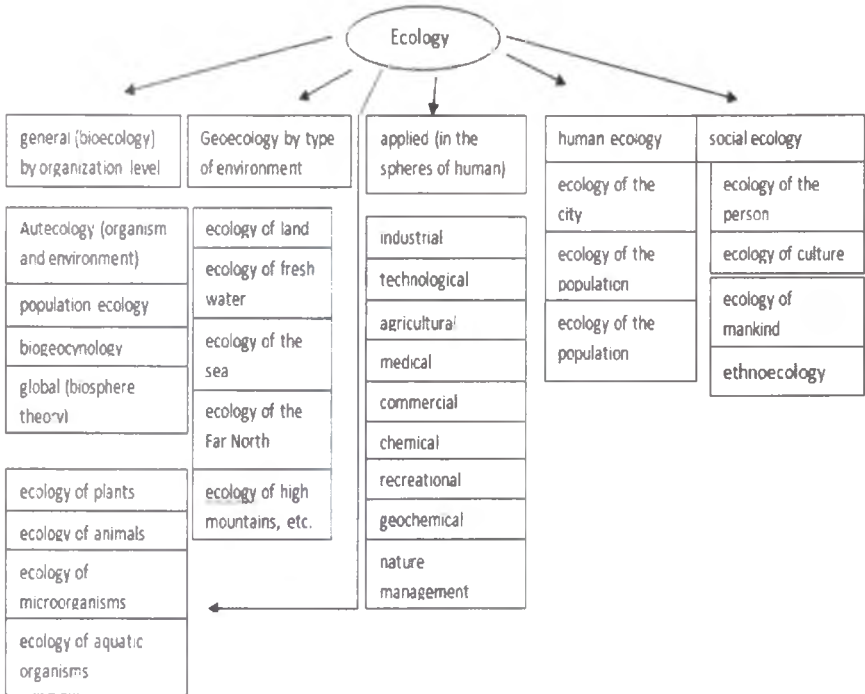 Ecology
general (bioecology)
by organization level
Autecology (organism
and environment)
population ecology
biogeocynology
global (biosphere
theory)
ecology of plants
ecology of animals
ecology of
microorganisms
ecology of aquatic
organisms
Geoecology by type
of environment
ecology of land
ecology of fresh
water
ecology of the
sea
ecology of the
Far North
ecology of high
mountains, etc.
applied (in the
spheres of human)
industrial
technological
agricultural
medical
commercial
chemical
recreational
geochemical
nature
management
human ecology
ecology of the
city
ecology of the
population
ecology of the
population
social ecology
ecology of the
person
ecology of culture
ecology of
mankind
ethnoecology